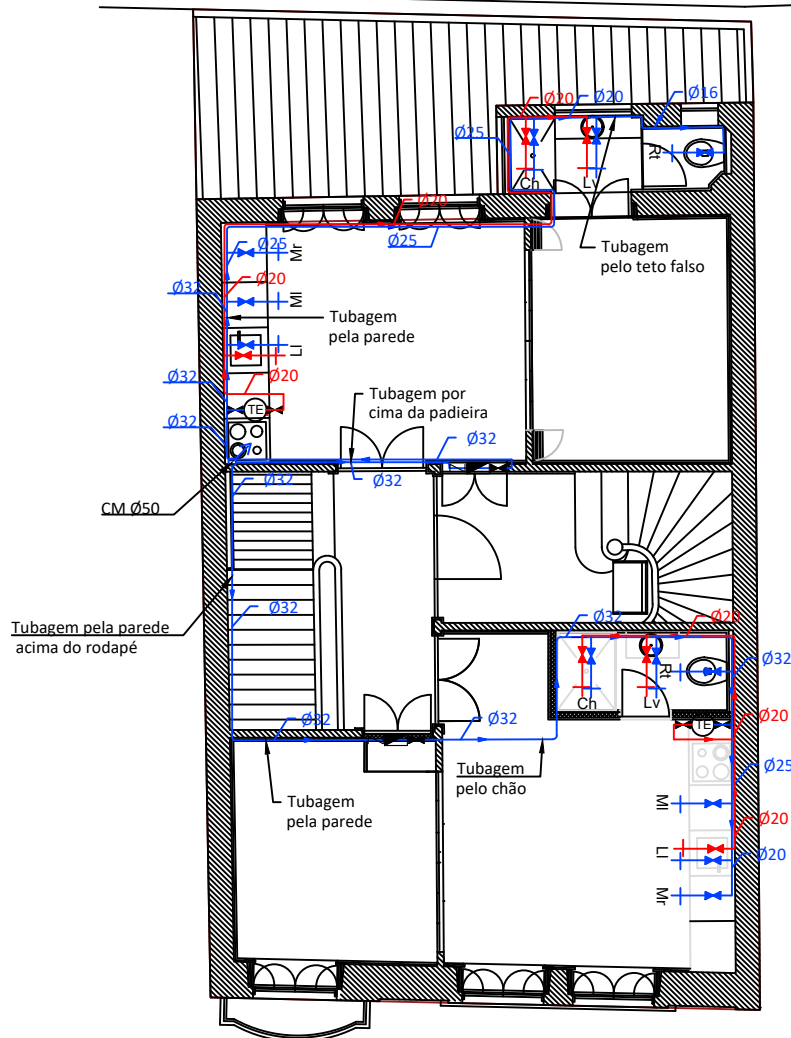 Ø20
Ø20
Ø16
Ø25
Rt
Ch
Lv
Ø20
Ø25
Ø25
Mr
Tubagem
pelo teto falso
Ø20
Ø32
Ml
Tubagem
pela parede
Ll
Ø32
Ø20
Tubagem por
cima da padieira
TE
Ø32
Ø32
Ø32
Ø32
CM Ø50
Ø32
Tubagem pela parede
acima do rodapé
Ø32
Ø20
Ø32
Rt
Ch
Lv
Ø32
Ø32
TE
Ø20
Tubagem
pelo chão
Ø25
Tubagem
pela parede
Ml
Ø20
Ll
Ø20
Mr